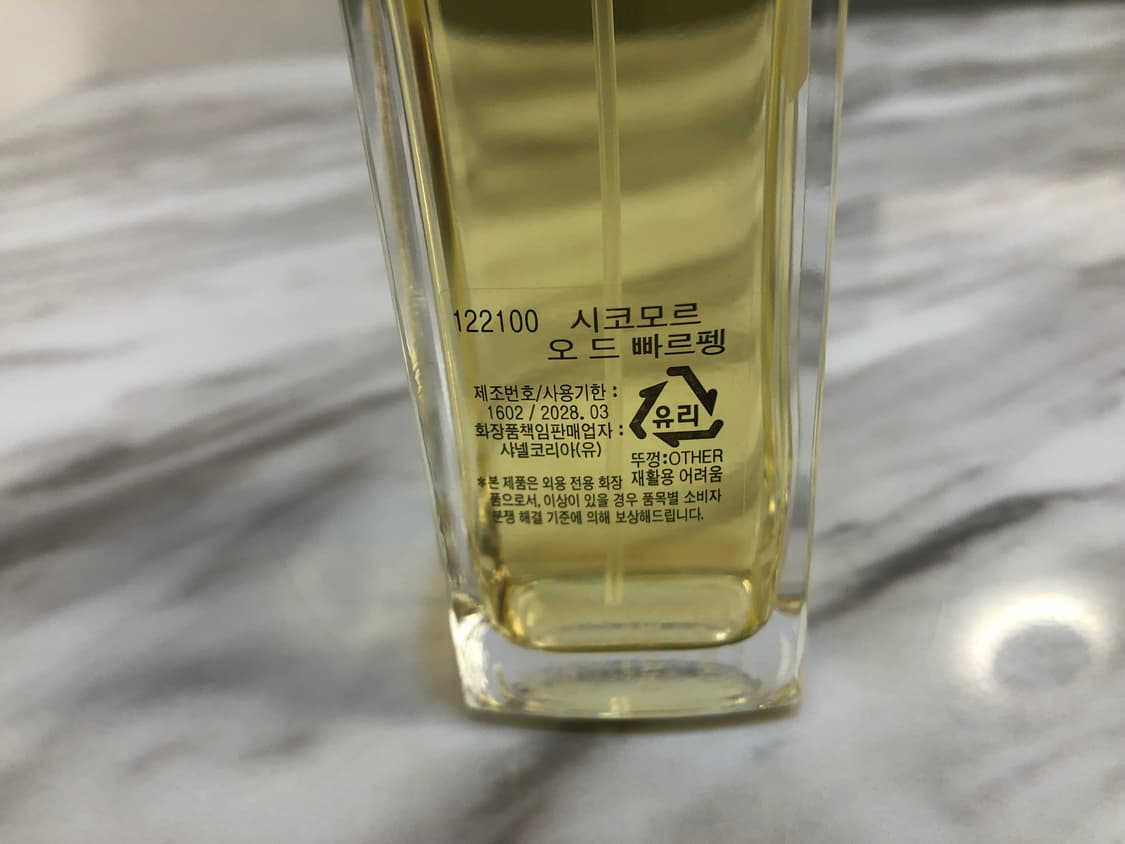 122100 시코모르
오 드 빠르펭
제조번호/사용기한 :
1602 / 2028. 03
화장품책임판매업자 :
샤넬코리아(유)
유리
뚜껑:OTHER
재활용 어려움
*본 제품은 외용 전용 화장
품으로서, 이상이 있을 경우 품목별 소비자
분쟁 해결 기준에 의해 보상해드립니다.